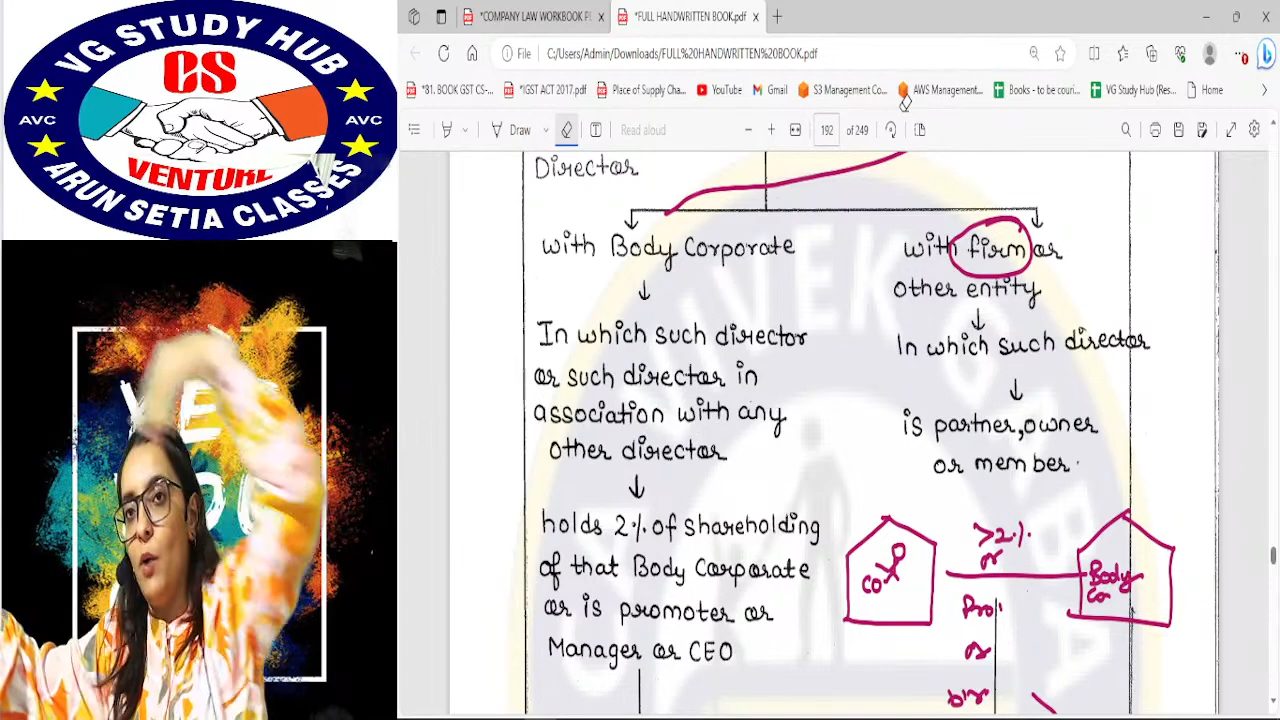 VG STUDY HUB
CS
AVC
AVC
VENTURE
ARUN SETIA CLASSES
*COMPANY LAW WORKBOOK P
*FULL HANDWRITTEN BOOK.pdf
File
C:/Users/Admin/Downloads/FULL%20HANDWRITTEN%20BOOK.pdf
*81. BOOK GST CS-...
*IGST ACT 2017.pdf
Place of Supply Cha...
YouTube
Gmail
S3 Management Co...
AWS Management...
Books - to be couri...
VG Study Hub (Res...
Home
Draw
Read aloud
192
of 249
Director
with Body Corporate
with firm or
other entity
In which such director
or such director in
association with any
other director
In which such director
is partner, owner
or member.
holds 2% of shareholding
of that Body Corporate
or is promoter or
Manager or CEO
>2%
or
Co
Body
Co
Pro.
or